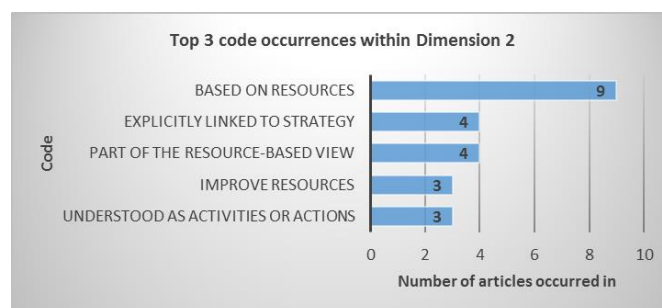 Top 3 code occurrences within Dimension 2
Code
BASED ON RESOURCES
9
EXPLICITLY LINKED TO STRATEGY
4
PART OF THE RESOURCE-BASED VIEW
4
IMPROVE RESOURCES
3
UNDERSTOOD AS ACTIVITIES OR ACTIONS
3
0 2 4 6 8 10
Number of articles occurred in